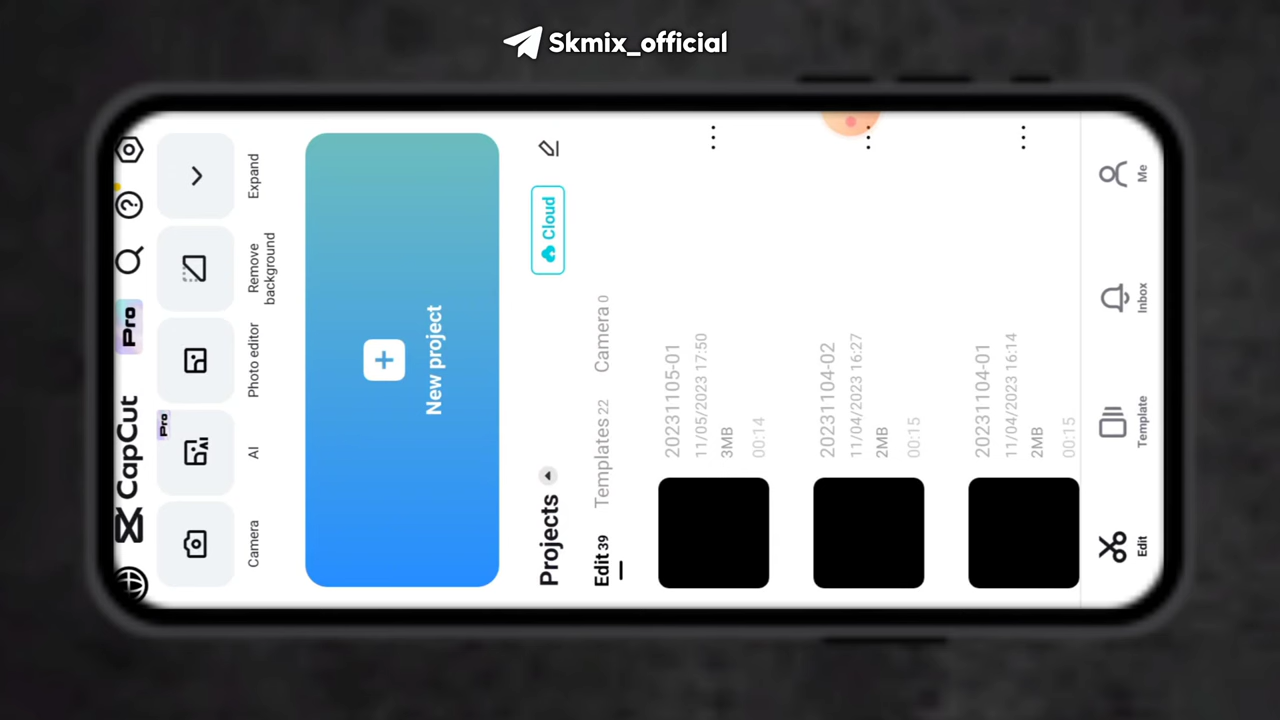 Skmix_official
CapCut Pro
Camera
AI
Pro
Photo editor
Remove
background
Expand
New project
Projects
Cloud
Edit 39
Templates 22
Camera 0
20231105-01
11/05/2023 17:50
3MB
00:14
20231104-02
11/04/2023 16:27
2MB
00:15
20231104-01
11/04/2023 16:14
2MB
00:15
Edit
Template
Inbox
Me